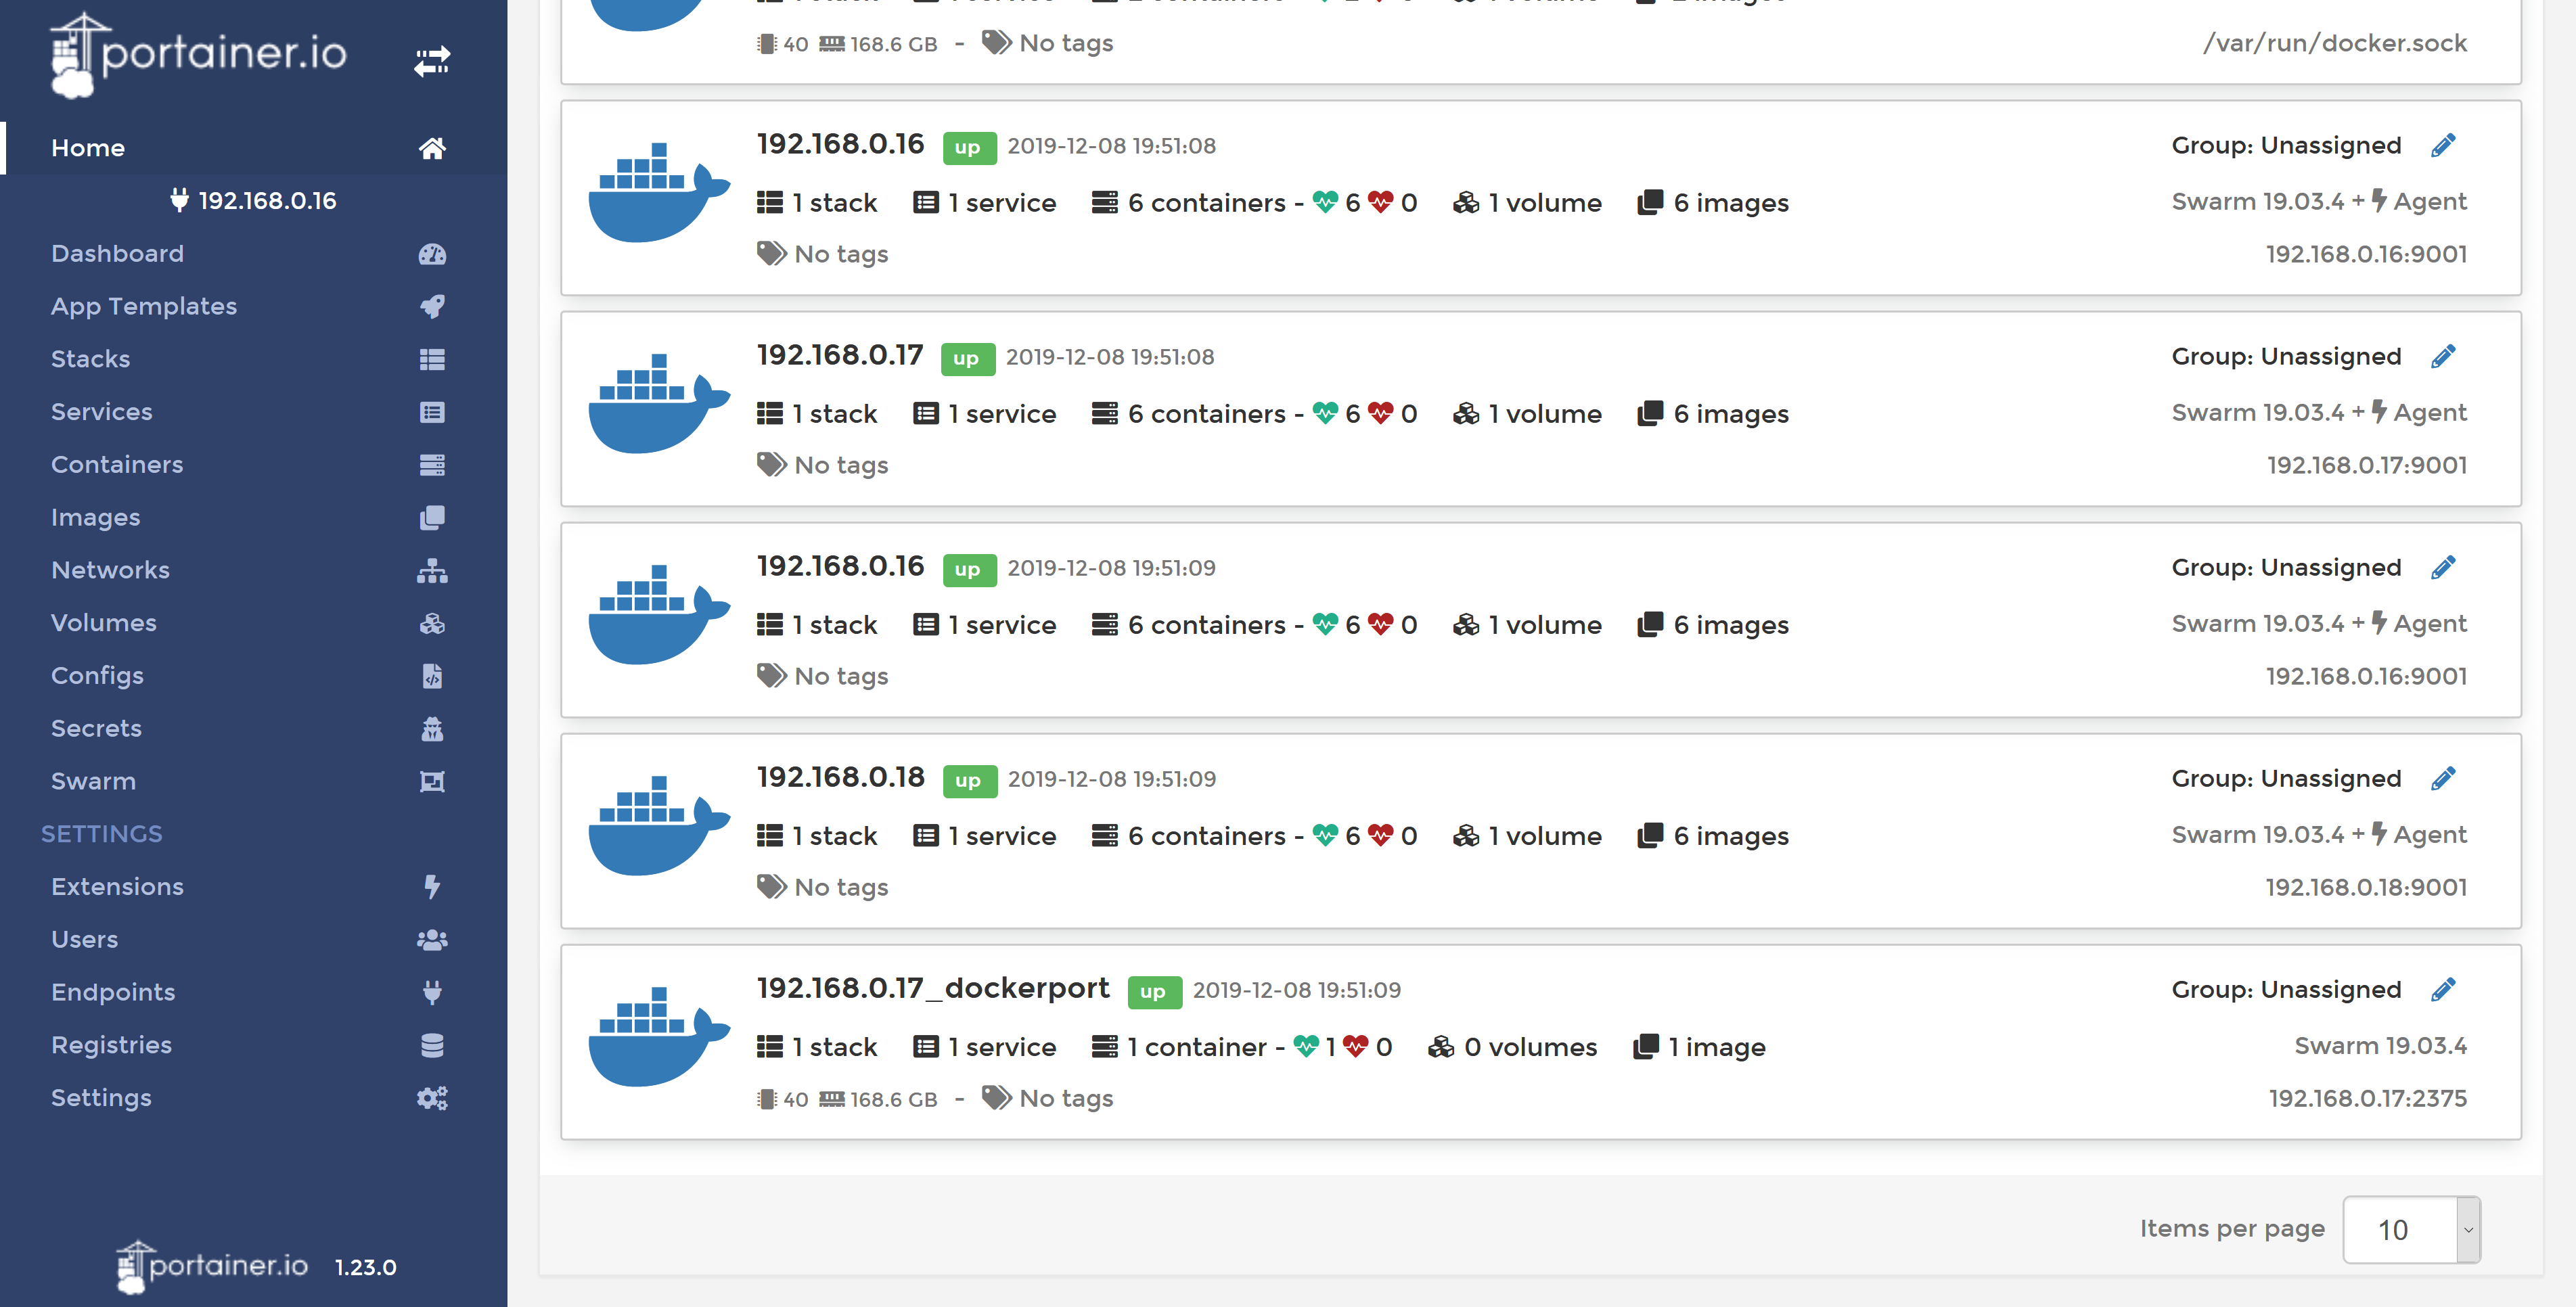 portainer.io
Home
192.168.0.16
Dashboard
App Templates
Stacks
Services
Containers
Images
Networks
Volumes
Configs
Secrets
Swarm
SETTINGS
Extensions
Users
Endpoints
Registries
Settings
portainer.io 1.23.0
40 168.6 GB - No tags /var/run/docker.sock
192.168.0.16 up 2019-12-08 19:51:08 Group: Unassigned
1 stack 1 service 6 containers - 6 0 1 volume 6 images Swarm 19.03.4 + Agent
No tags 192.168.0.16:9001
192.168.0.17 up 2019-12-08 19:51:08 Group: Unassigned
1 stack 1 service 6 containers - 6 0 1 volume 6 images Swarm 19.03.4 + Agent
No tags 192.168.0.17:9001
192.168.0.16 up 2019-12-08 19:51:09 Group: Unassigned
1 stack 1 service 6 containers - 6 0 1 volume 6 images Swarm 19.03.4 + Agent
No tags 192.168.0.16:9001
192.168.0.18 up 2019-12-08 19:51:09 Group: Unassigned
1 stack 1 service 6 containers - 6 0 1 volume 6 images Swarm 19.03.4 + Agent
No tags 192.168.0.18:9001
192.168.0.17_dockerport up 2019-12-08 19:51:09 Group: Unassigned
1 stack 1 service 1 container - 1 0 0 volumes 1 image Swarm 19.03.4
40 168.6 GB - No tags 192.168.0.17:2375
Items per page 10